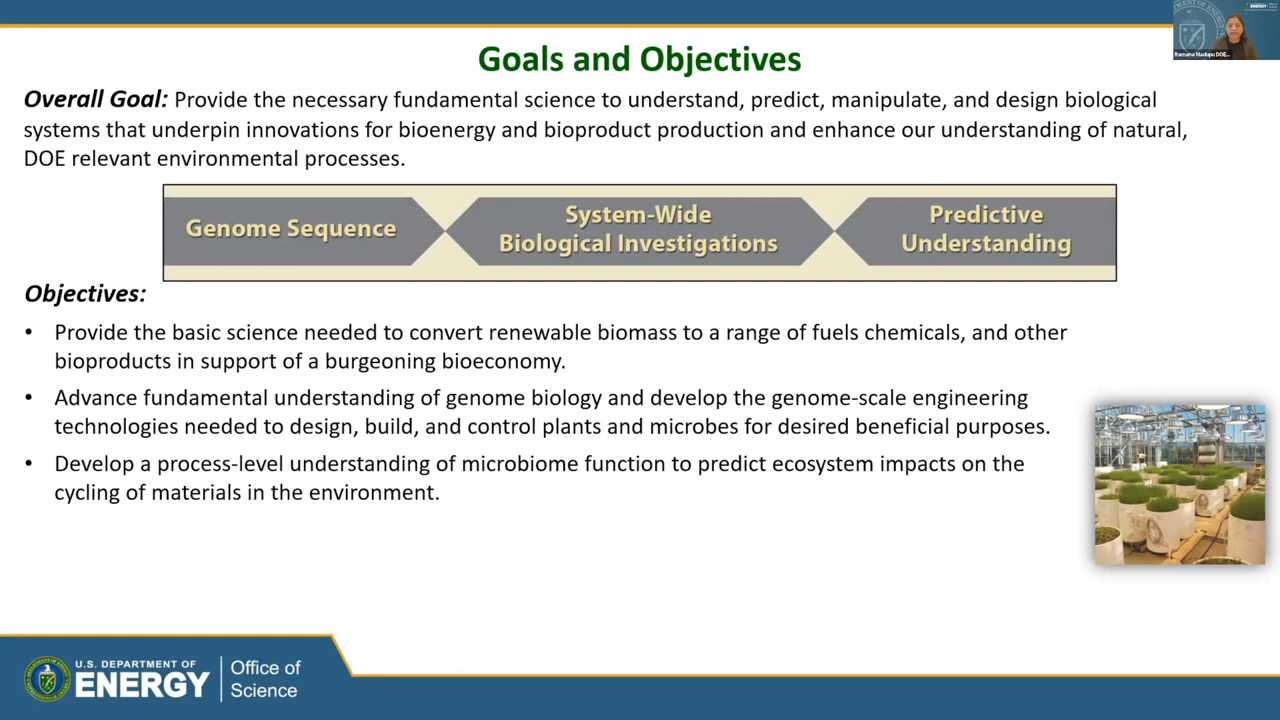 Goals and Objectives
Overall Goal: Provide the necessary fundamental science to understand, predict, manipulate, and design biological
systems that underpin innovations for bioenergy and bioproduct production and enhance our understanding of natural,
DOE relevant environmental processes.
Genome Sequence
System-Wide
Biological Investigations
Predictive
Understanding
Objectives:
• Provide the basic science needed to convert renewable biomass to a range of fuels chemicals, and other
bioproducts in support of a burgeoning bioeconomy.
• Advance fundamental understanding of genome biology and develop the genome-scale engineering
technologies needed to design, build, and control plants and microbes for desired beneficial purposes.
• Develop a process-level understanding of microbiome function to predict ecosystem impacts on the
cycling of materials in the environment.
U.S. DEPARTMENT OF
ENERGY
Office of
Science
Ramana Madupu DOE...
ENERGY